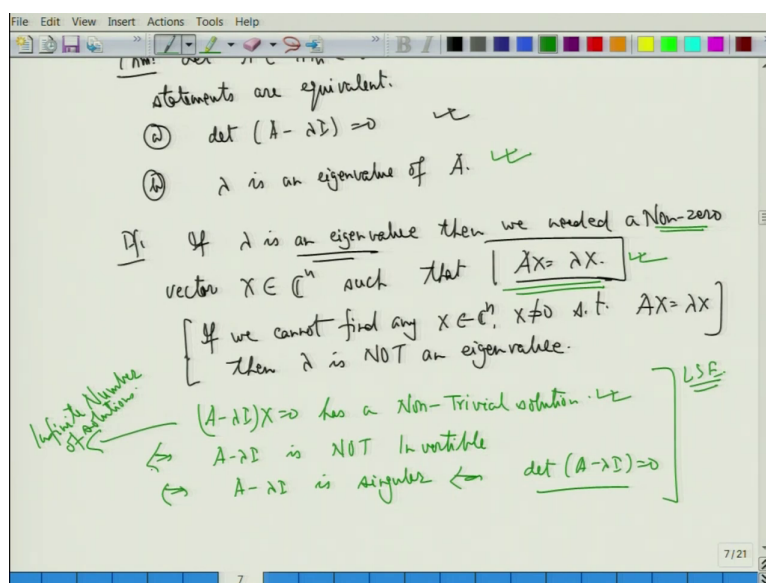 File Edit View Insert Actions Tools Help
Thm:
statements are equivalent.
(a) det (A - λI) = 0
(b) λ is an eigenvalue of A.
Pf: If λ is an eigenvalue then we needed a Non-zero
vector X ∈ ℂⁿ such that AX = λX.
[If we cannot find any X ∈ ℂⁿ, X ≠ 0 s.t. AX = λX]
then λ is NOT an eigenvalue.
LSE
Infinite Number
of solutions.
(A-λI)X=0 has a Non-Trivial solution.
⇔ A-λI is NOT Invertible
⇔ A-λI is singular ⇔ det (A-λI)=0
7/21
7